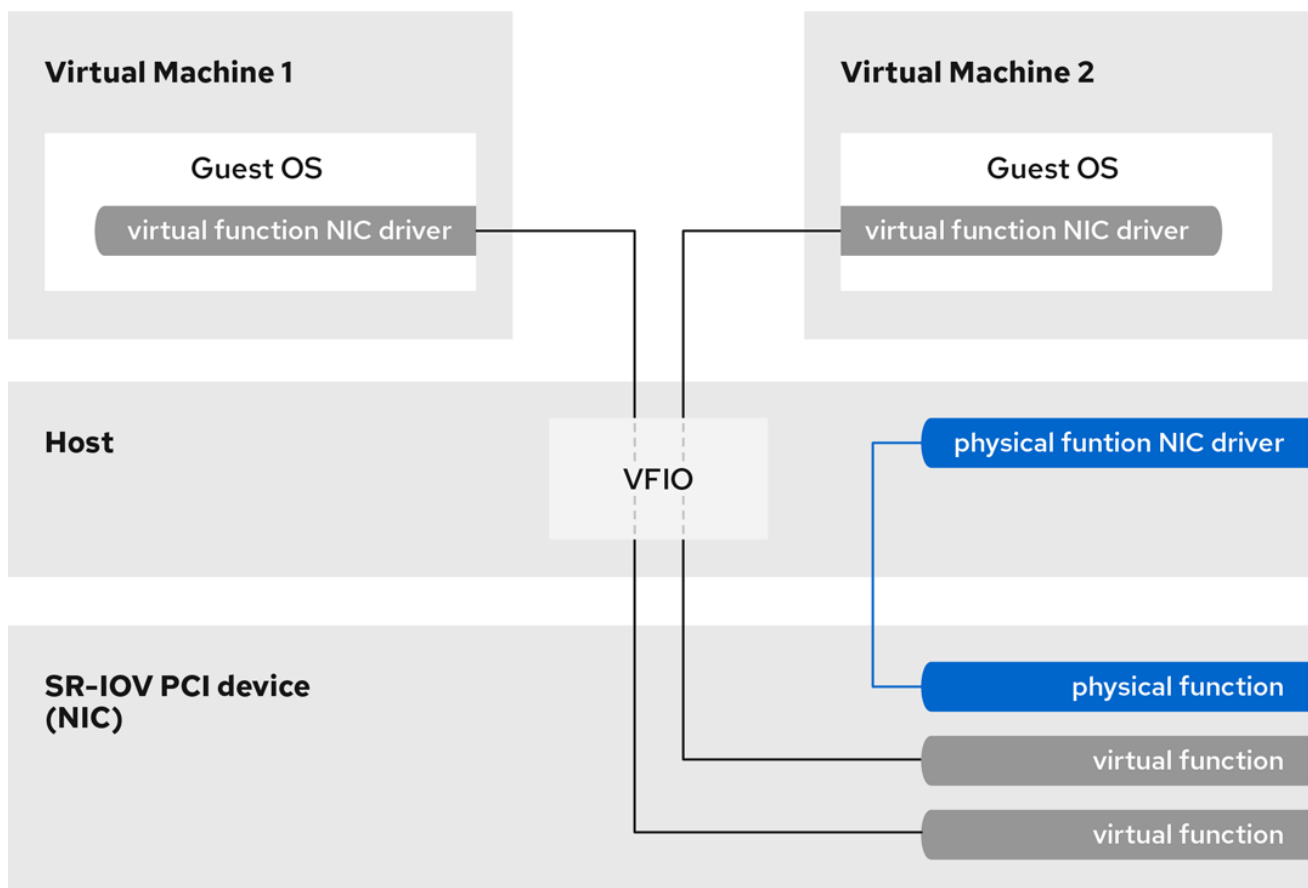 Virtual Machine 1
Guest OS
virtual function NIC driver
Virtual Machine 2
Guest OS
virtual function NIC driver
Host
VFIO
physical funtion NIC driver
SR-IOV PCI device
(NIC)
physical function
virtual function
virtual function